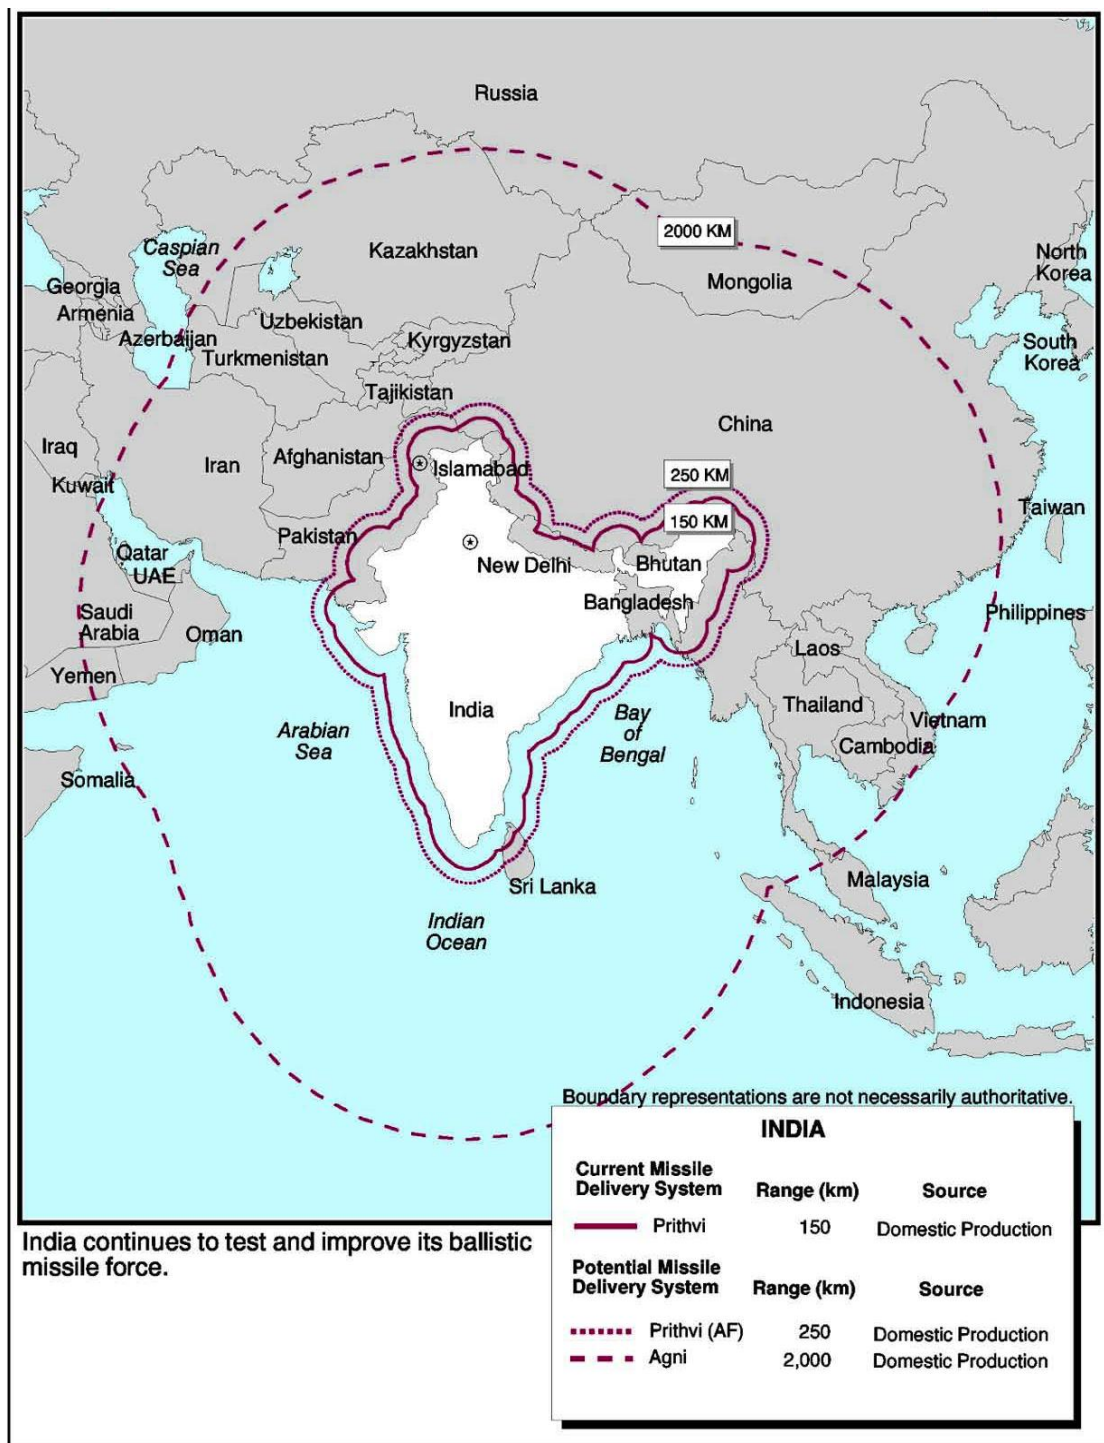 Russia
2000 KM
Caspian
Sea
Kazakhstan
North
Korea
Georgia
Mongolia
Armenia
Uzbekistan
Azerbaijan
Kyrgyzstan
South
Korea
Turkmenistan
Tajikistan
China
Iraq
Iran
Afghanistan
Islamabad
250 KM
Kuwait
Taiwan
150 KM
Pakistan
Qatar
New Delhi
Bhutan
UAE
Bangladesh
Saudi
Arabia
Philippines
Oman
Laos
Yemen
Thailand
India
Bay
of
Bengal
Vietnam
Arabian
Sea
Cambodia
Somalia
Malaysia
Sri Lanka
Indian
Ocean
Indonesia
Boundary representations are not necessarily authoritative.
INDIA
Current Missile
Delivery System Range (km) Source
Prithvi 150 Domestic Production
Potential Missile
Delivery System Range (km) Source
Prithvi (AF) 250 Domestic Production
Agni 2,000 Domestic Production
India continues to test and improve its ballistic
missile force.